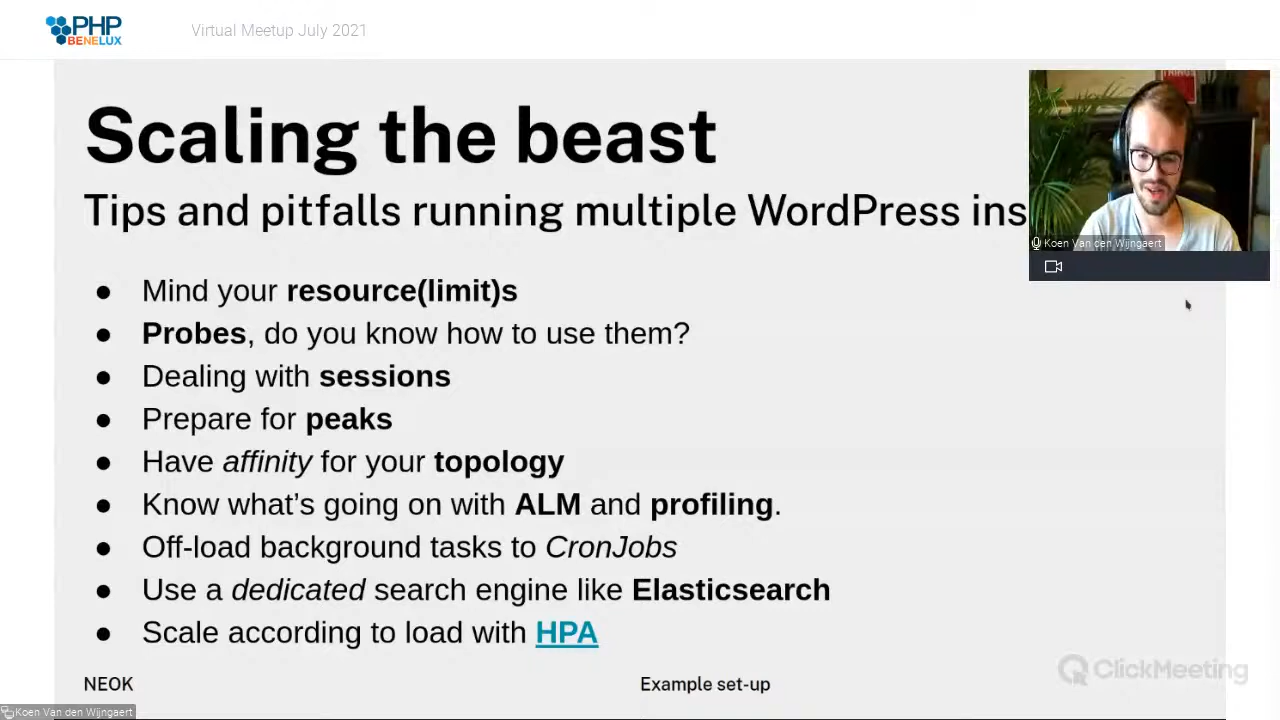 PHP
BENELUX
Virtual Meetup July 2021
Scaling the beast
Tips and pitfalls running multiple WordPress ins
THINGS
Koen Van den Wijngaert
● Mind your resource(limit)s
● Probes, do you know how to use them?
● Dealing with sessions
● Prepare for peaks
● Have affinity for your topology
● Know what’s going on with ALM and profiling.
● Off-load background tasks to CronJobs
● Use a dedicated search engine like Elasticsearch
● Scale according to load with HPA
ClickMeeting
NEOK
Example set-up
Koen Van den Wijngaert